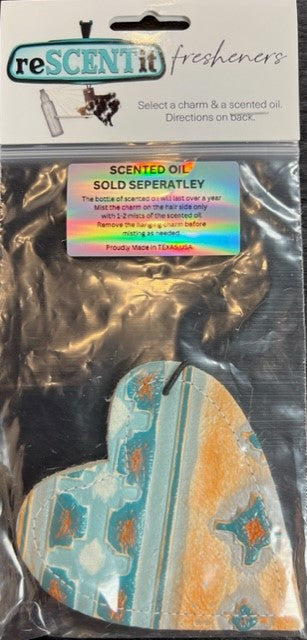 reSCENTit fresheners
Select a charm & a scented oil.
Directions on back.
SCENTED OIL
SOLD SEPERATLEY
The bottle of scented oil will last over a year
Mist the charm on the hair side only
with 1-2 mists of the scented oil.
Remove the hanging charm before
misting as needed.
Proudly Made in TEXAS,USA.